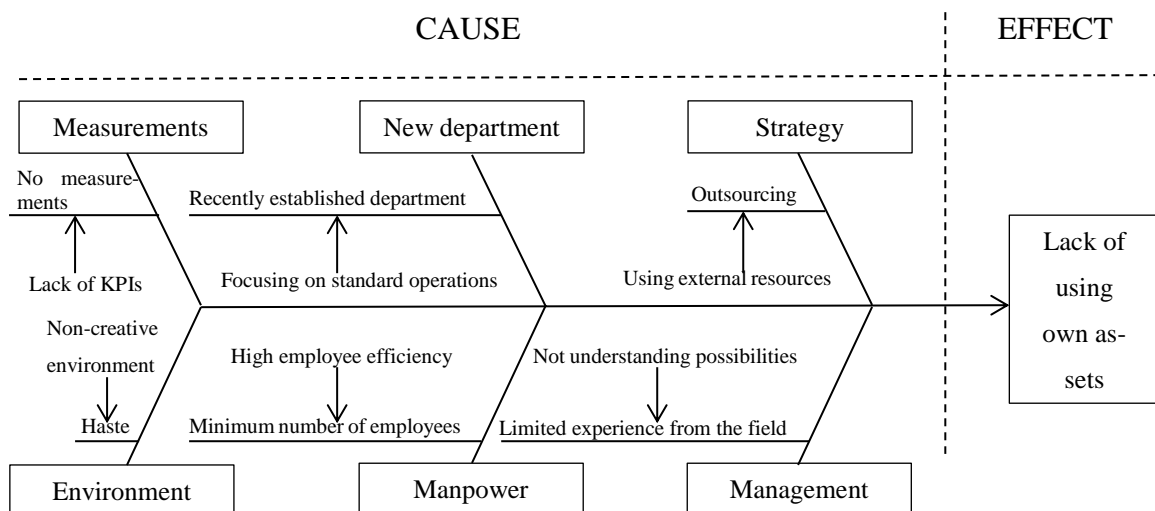 CAUSE
EFFECT
Measurements
New department
Strategy
No measure-
ments
Recently established department
Outsourcing
Lack of KPIs
Focusing on standard operations
Using external resources
Lack of
using
own as-
sets
Non-creative
environment
High employee efficiency
Not understanding possibilities
Haste
Minimum number of employees
Limited experience from the field
Environment
Manpower
Management